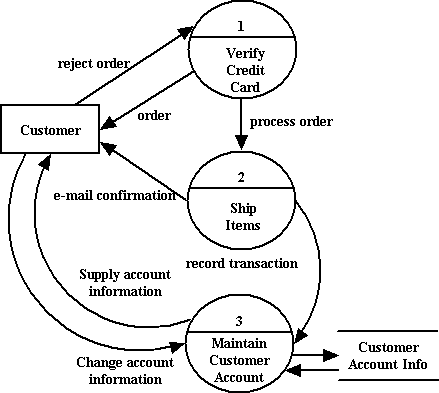 1
Verify
Credit
Card
reject order
order
Customer
process order
2
Ship
Items
e-mail confirmation
record transaction
Supply account
information
3
Maintain
Customer
Account
Customer
Account Info
Change account
information